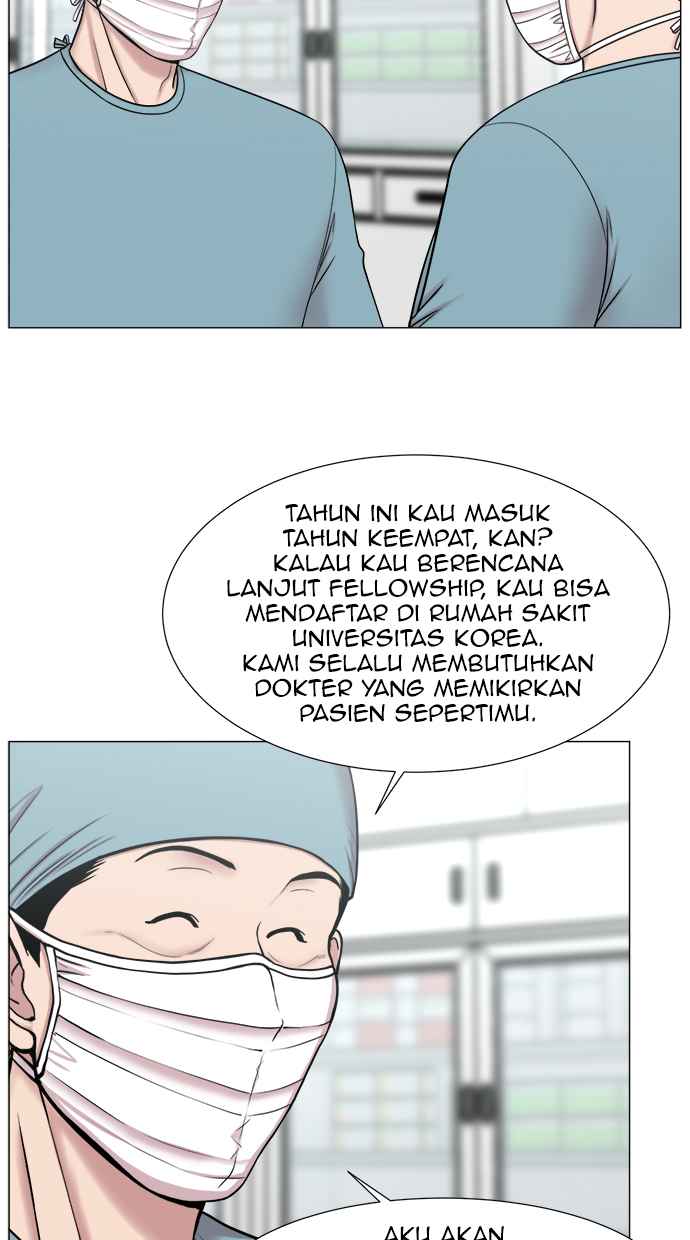 TAHUN INI KAU MASUK
TAHUN KEEMPAT, KAN?
KALAU KAU BERENCANA
LANJUT FELLOWSHIP, KAU BISA
MENDAFTAR DI RUMAH SAKIT
UNIVERSITAS KOREA.
KAMI SELALU MEMBUTUHKAN
DOKTER YANG MEMIKIRKAN
PASIEN SEPERTIMU.
AKU AKAN